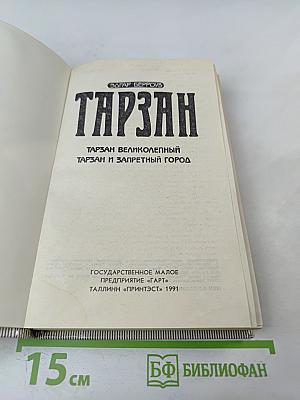 ЭДГАР БЕРРОУЗ
ТАРЗАН
ТАРЗАН ВЕЛИКОЛЕПНЫЙ
ТАРЗАН И ЗАПРЕТНЫЙ ГОРОД
ГОСУДАРСТВЕННОЕ МАЛОЕ
ПРЕДПРИЯТИЕ «ГАРТ»
ТАЛЛИНН «ПРИНТЭСТ» 1991
15 см
БФ БИБЛИОФАН